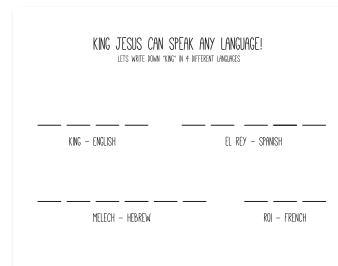 KING JESUS CAN SPEAK ANY LANGUAGE!
LETS WRITE DOWN "KING" IN 4 DIFFERENT LANGUAGES
KING - ENGLISH
EL REY - SPANISH
MELECH - HEBREW
ROI - FRENCH